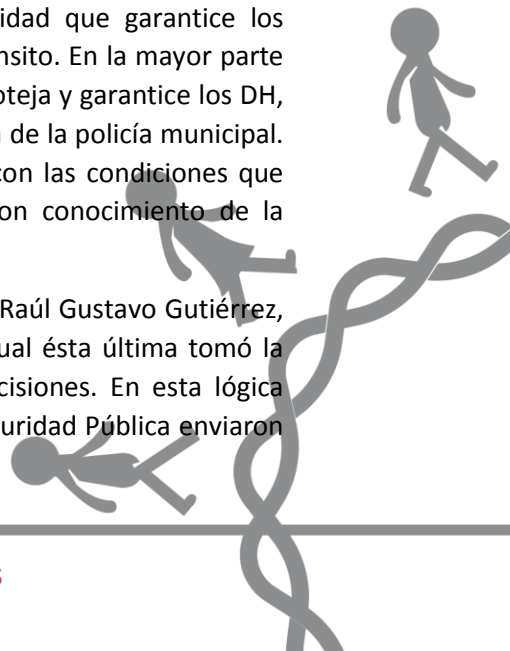 idad que garantice los
nsito. En la mayor parte
oteja y garantice los DH,
de la policía municipal.
con las condiciones que
on conocimiento de la
Raúl Gustavo Gutiérrez,
ual ésta última tomó la
cisiones. En esta lógica
uridad Pública enviaron
s